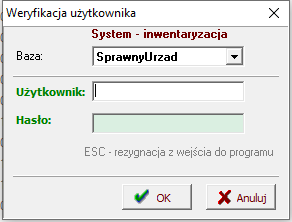 Weryfikacja użytkownika
System - inwentaryzacja
Baza: SprawnyUrzad
Użytkownik:
Hasło:
ESC - rezygnacja z wejścia do programu
OK Anuluj